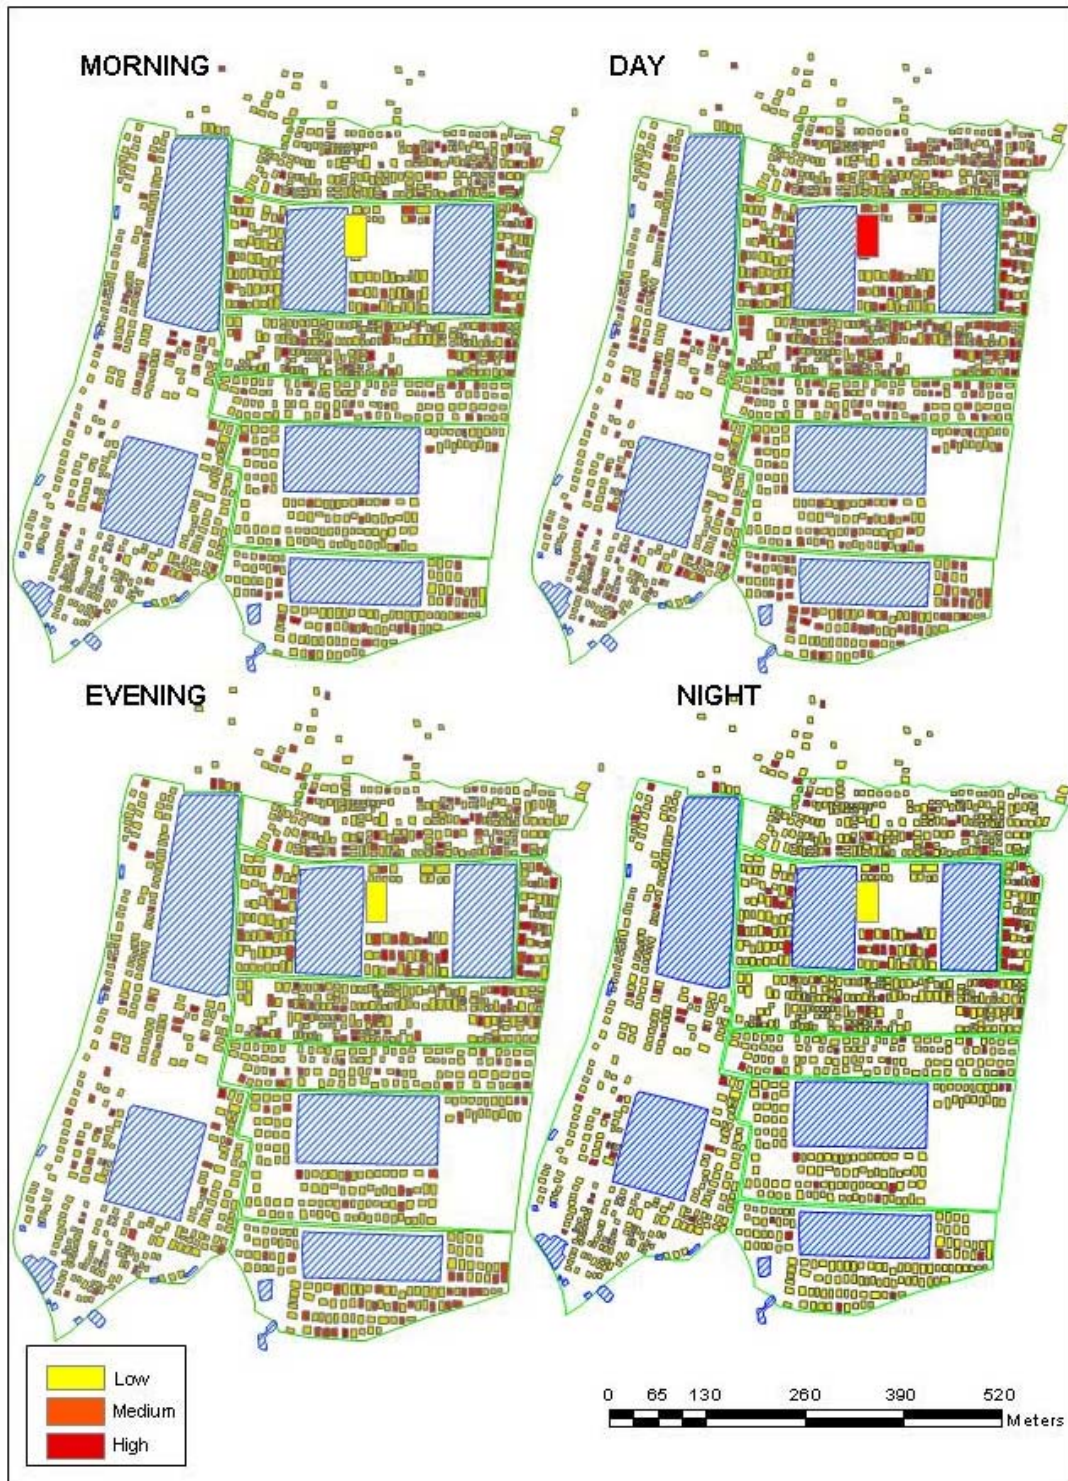 MORNING
DAY
EVENING
NIGHT
Low
Medium
High
0 65 130 260 390 520
Meters